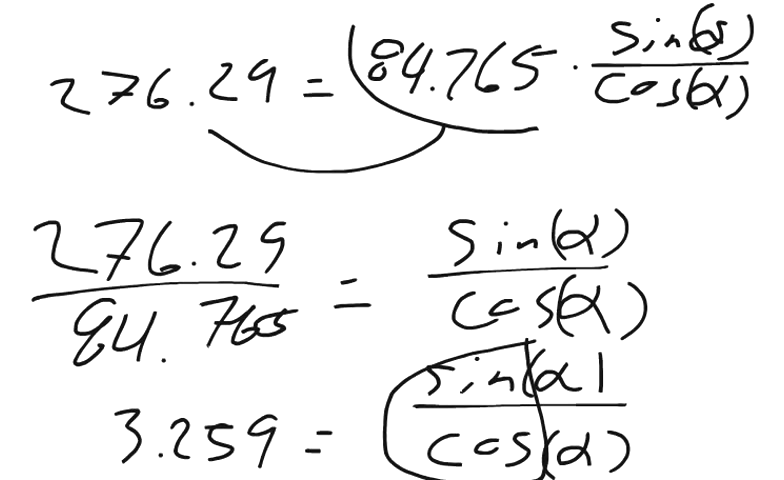 276.29 = 84.765 · sin(α)/cos(α)
276.29/84.765 = sin(α)/cos(α)
3.259 = sin(α)/cos(α)